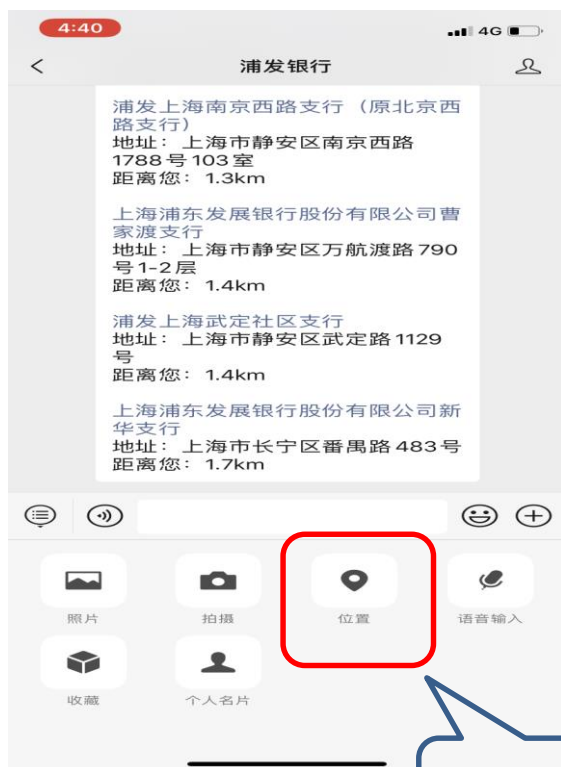 4:40
4G
浦发银行
浦发上海南京西路支行（原北京西
路支行）
地址：上海市静安区南京西路
1788号103室
距离您：1.3km
上海浦东发展银行股份有限公司曹
家渡支行
地址：上海市静安区万航渡路790
号1-2层
距离您：1.4km
浦发上海武定社区支行
地址：上海市静安区武定路1129
号
距离您：1.4km
上海浦东发展银行股份有限公司新
华支行
地址：上海市长宁区番禺路483号
距离您：1.7km
照片
拍摄
位置
语音输入
收藏
个人名片